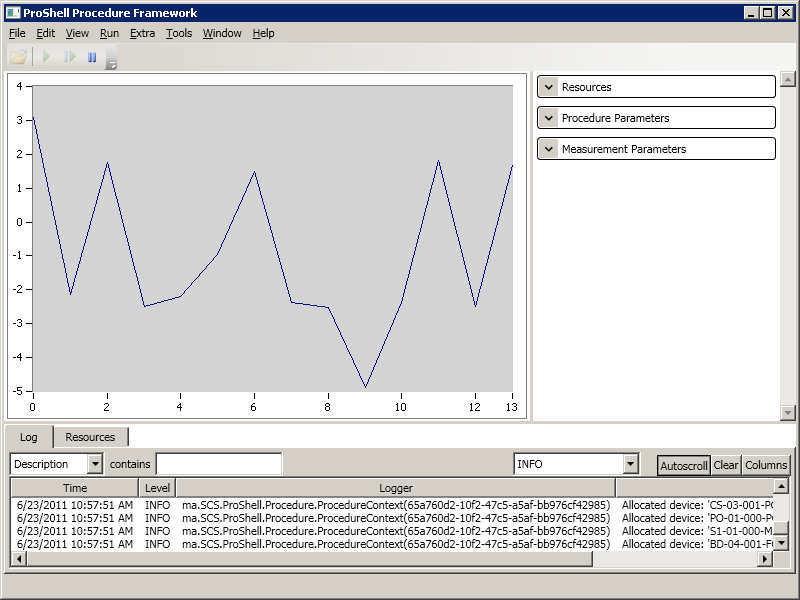 ProShell Procedure Framework
File Edit View Run Extra Tools Window Help
4
3
2
1
0
-1
-2
-3
-4
-5
0 2 4 6 8 10 12 13
Resources
Procedure Parameters
Measurement Parameters
Log Resources
Description contains INFO Autoscroll Clear Columns
Time Level Logger
6/23/2011 10:57:51 AM INFO ma.SCS.ProShell.Procedure.ProcedureContext(65a760d2-10f2-47c5-a5af-bb976cf42985) Allocated device: 'CS-03-001-PO
6/23/2011 10:57:51 AM INFO ma.SCS.ProShell.Procedure.ProcedureContext(65a760d2-10f2-47c5-a5af-bb976cf42985) Allocated device: 'PO-01-000-PO
6/23/2011 10:57:51 AM INFO ma.SCS.ProShell.Procedure.ProcedureContext(65a760d2-10f2-47c5-a5af-bb976cf42985) Allocated device: 'S1-01-000-M
6/23/2011 10:57:51 AM INFO ma.SCS.ProShell.Procedure.ProcedureContext(65a760d2-10f2-47c5-a5af-bb976cf42985) Allocated device: 'BD-04-001-FO